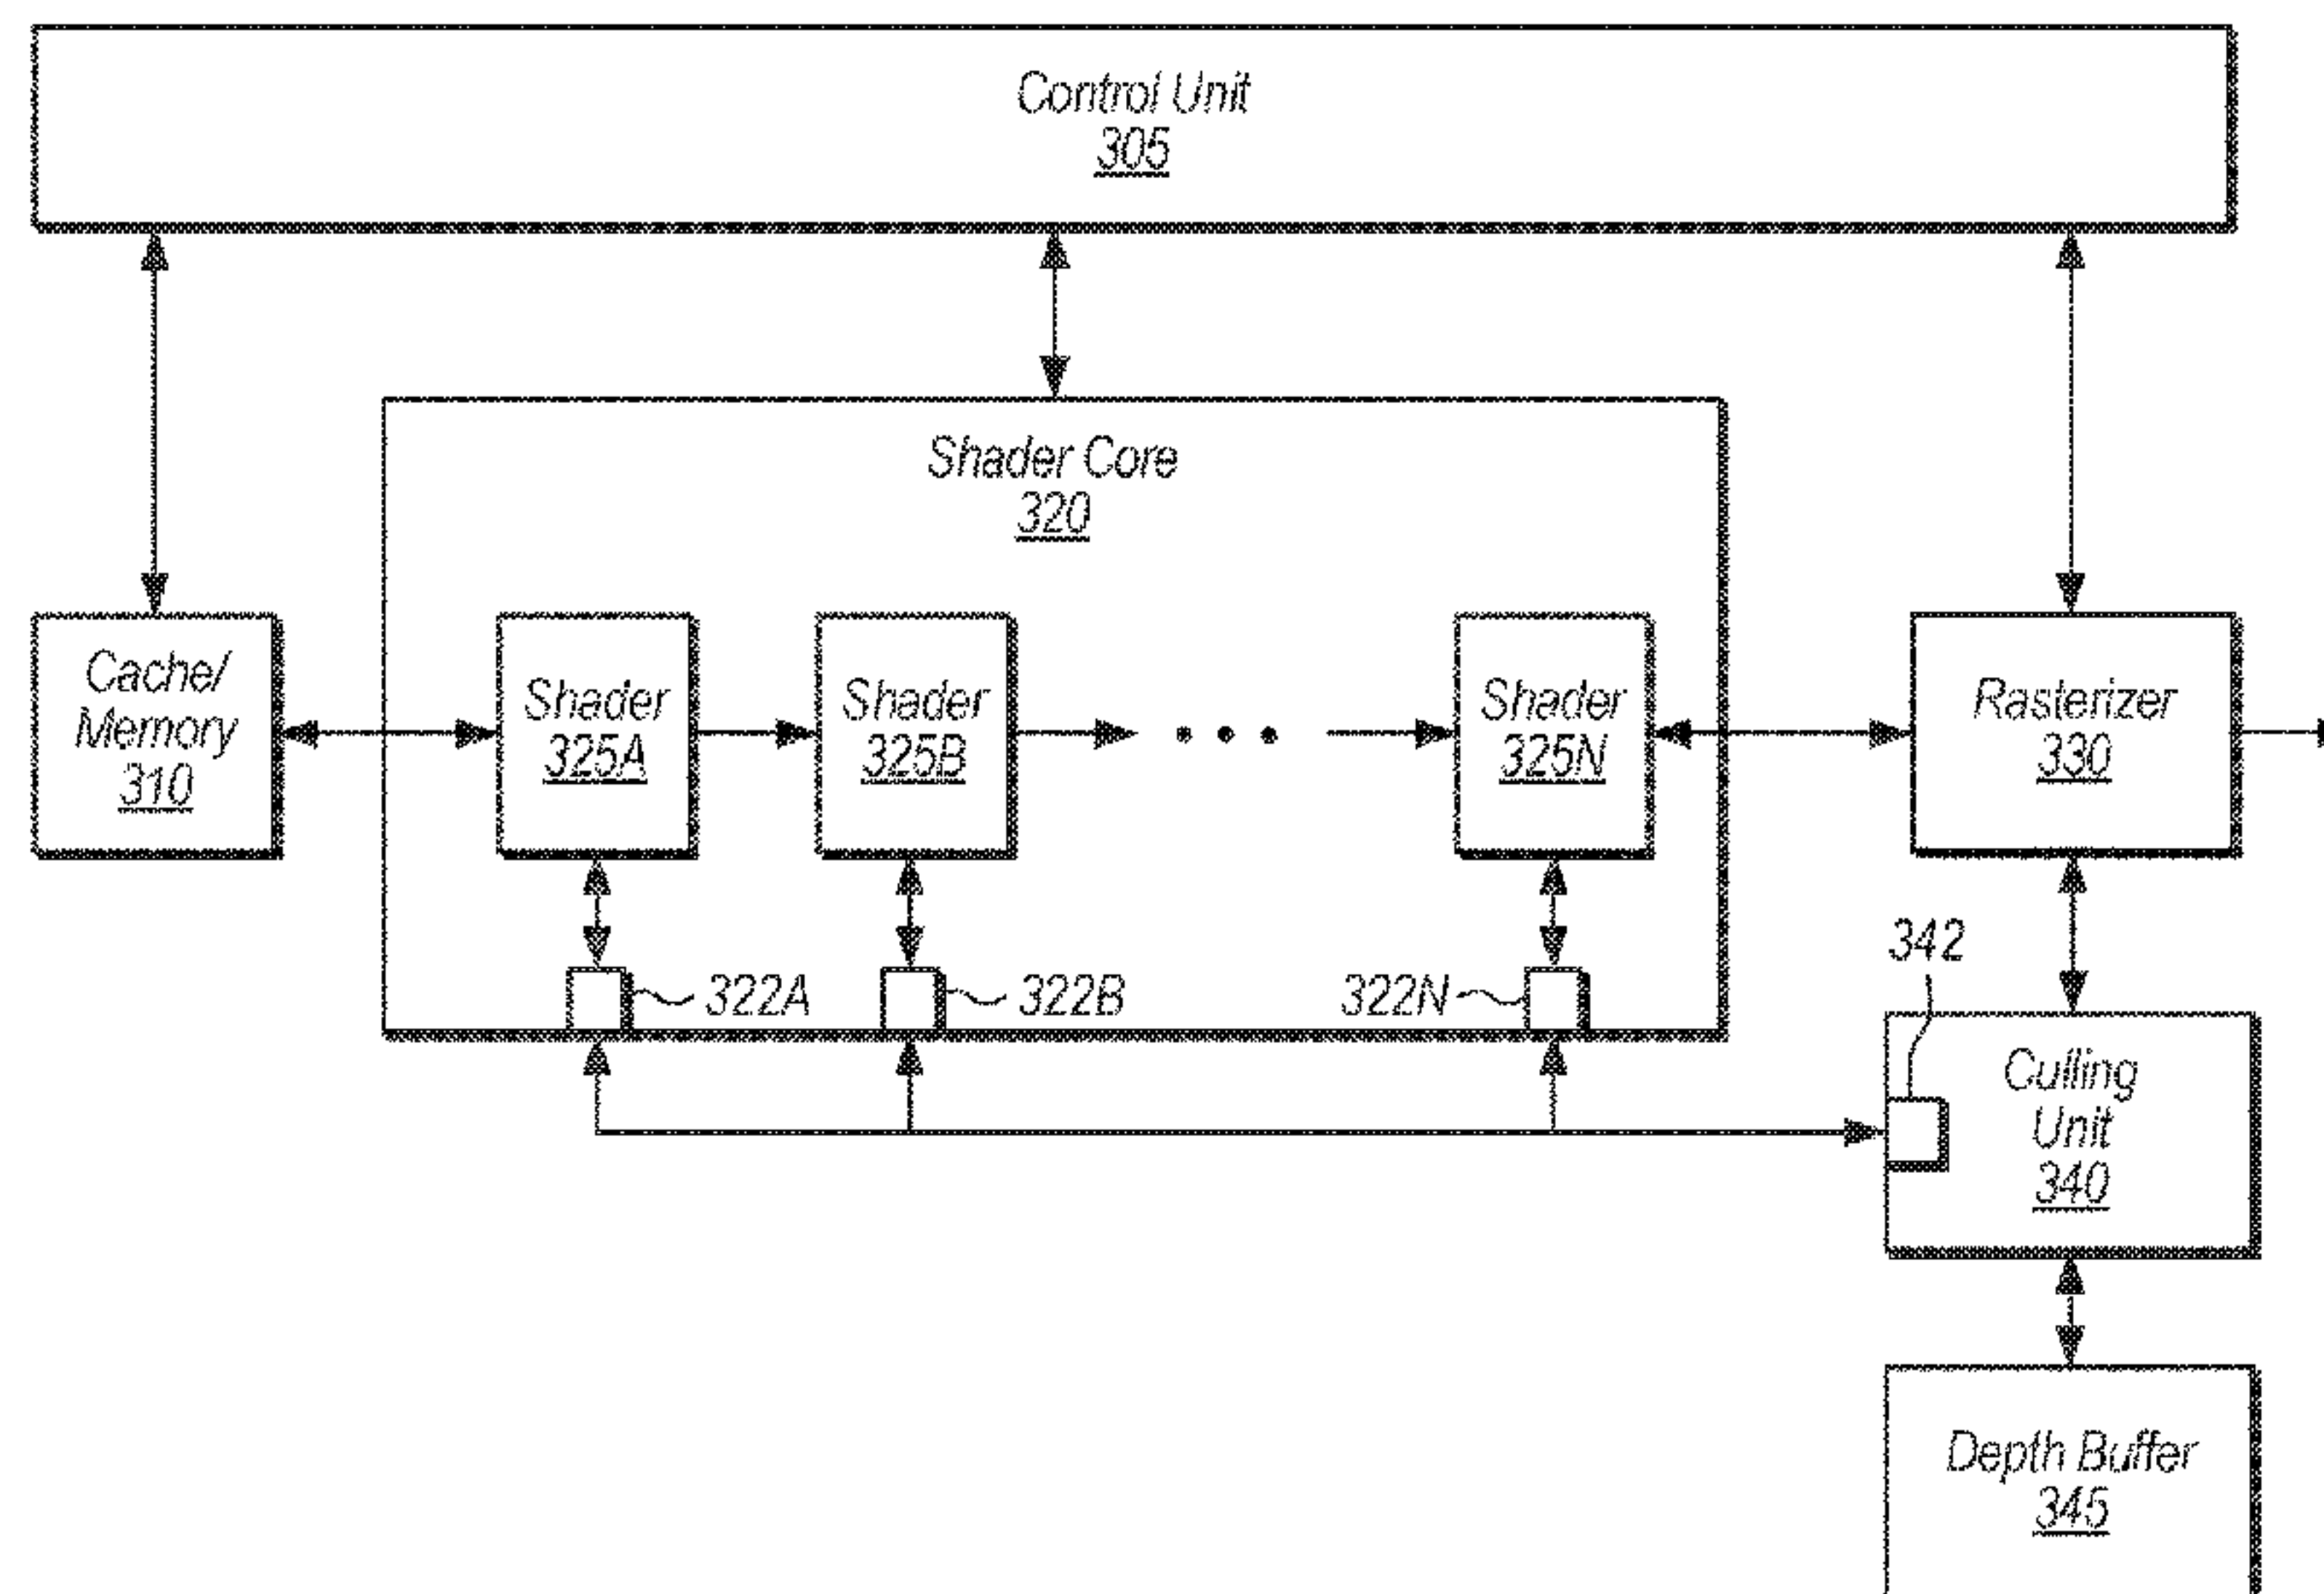 Control Unit
305
Shader Core
320
Cache/
Memory
310
Shader
325A
Shader
325B
Shader
325N
Rasterizer
330
322A
322B
322N
342
Culling
Unit
340
Depth Buffer
345